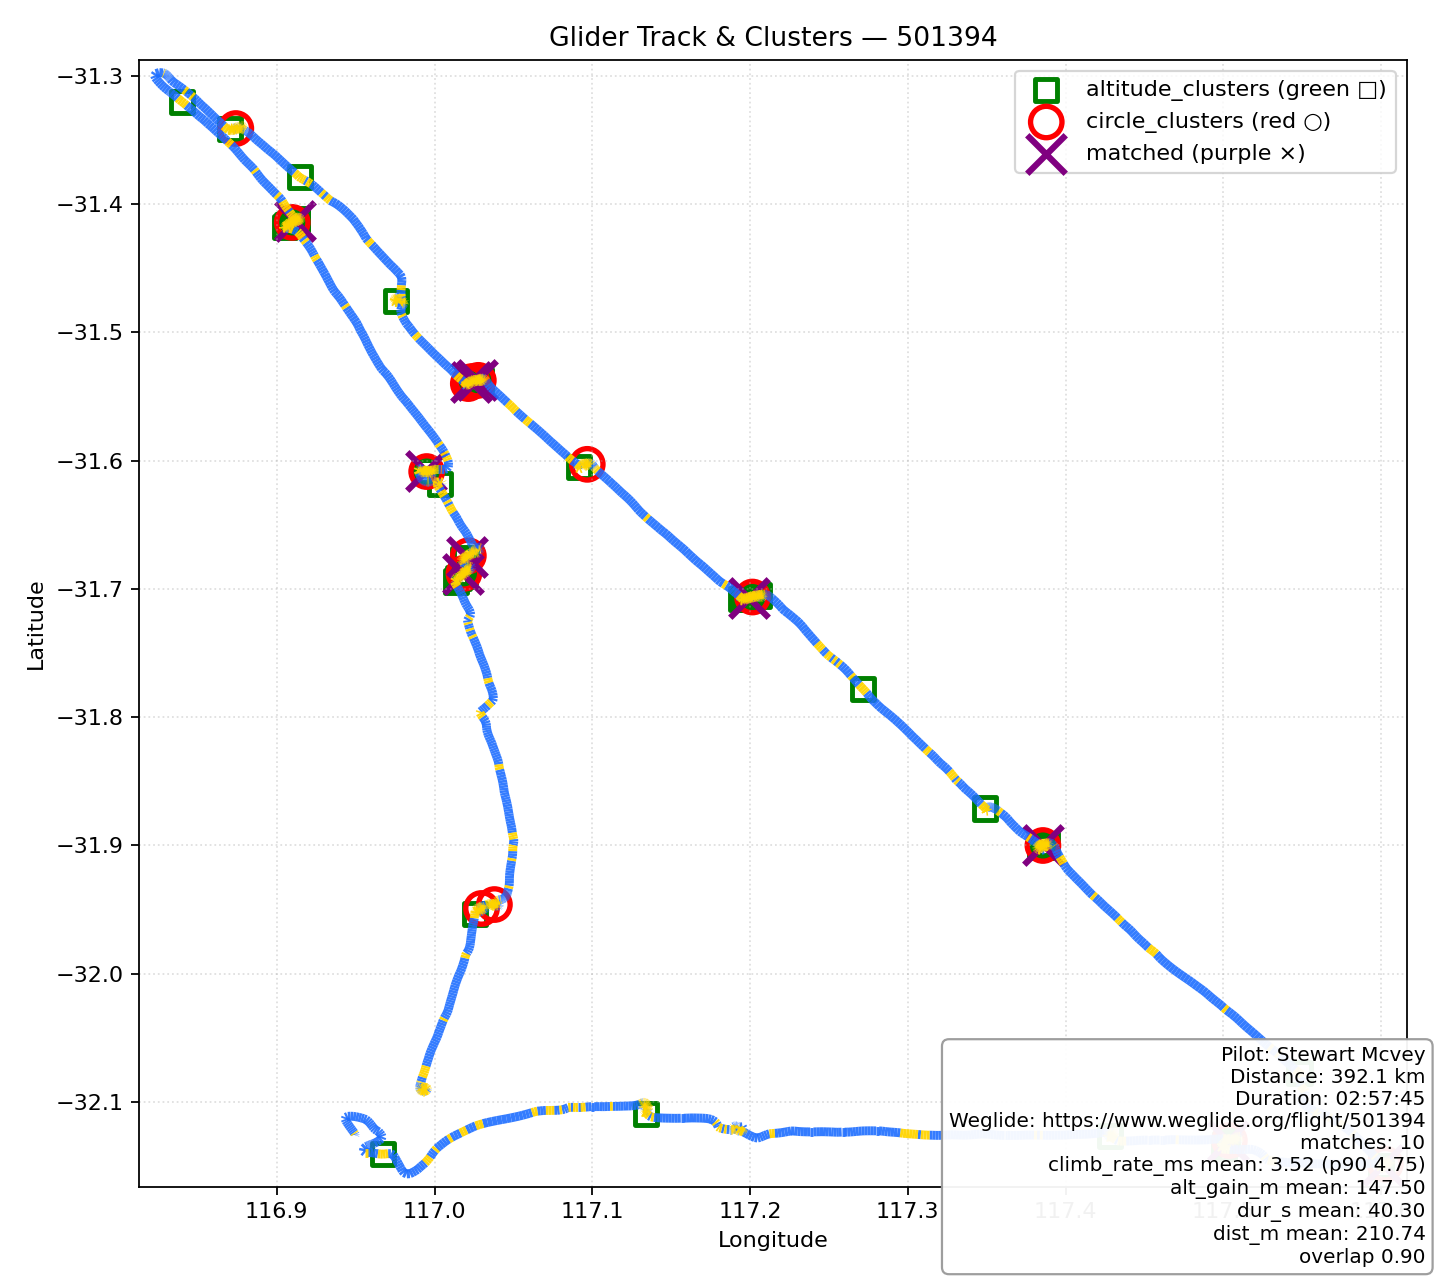 Glider Track & Clusters — 501394
altitude_clusters (green □)
circle_clusters (red ○)
matched (purple ×)
−31.3
−31.4
−31.5
−31.6
−31.7
−31.8
−31.9
−32.0
−32.1
Latitude
116.9
117.0
117.1
117.2
117.3
117.4
Longitude
Pilot: Stewart Mcvey
Distance: 392.1 km
Duration: 02:57:45
Weglide: https://www.weglide.org/flight/501394
matches: 10
climb_rate_ms mean: 3.52 (p90 4.75)
alt_gain_m mean: 147.50
dur_s mean: 40.30
dist_m mean: 210.74
overlap 0.90